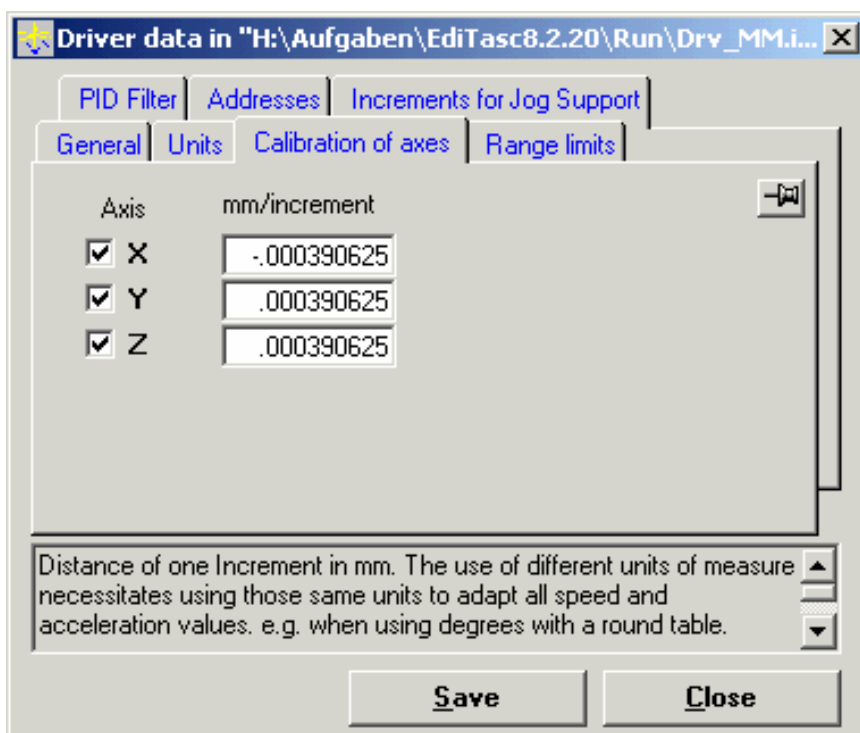 Driver data in "H:\Aufgaben\EdiTasc8.2.20\Run\Drv_MM.i...
PID Filter Addresses Increments for Jog Support
General Units Calibration of axes Range limits
Axis mm/increment
X -.000390625
Y .000390625
Z .000390625
Distance of one Increment in mm. The use of different units of measure
necessitates using those same units to adapt all speed and
acceleration values. e.g. when using degrees with a round table.
Save Close